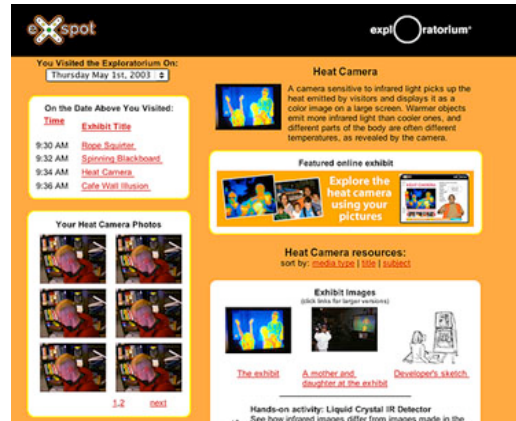 eXspot
explOratorium
You Visited the Exploratorium On:
Thursday May 1st, 2003
On the Date Above You Visited:
Time
Exhibit Title
9:30 AM Rope Squirter
9:32 AM Spinning Blackboard
9:34 AM Heat Camera
9:36 AM Cafe Wall Illusion
Your Heat Camera Photos
1,2 next
Heat Camera
A camera sensitive to infrared light picks up the
heat emitted by visitors and displays it as a
color image on a large screen. Warmer objects
emit more infrared light than cooler ones, and
different parts of the body are often different
temperatures, as revealed by the camera.
Featured online exhibit
Explore the
heat camera
using your
pictures
Heat Camera resources:
sort by: media type | title | subject
Exhibit Images
(click links for larger versions)
The exhibit
A mother and
daughter at the exhibit
Developer's sketch
Hands-on activity: Liquid Crystal IR Detector
See how infrared images differ from images made in the